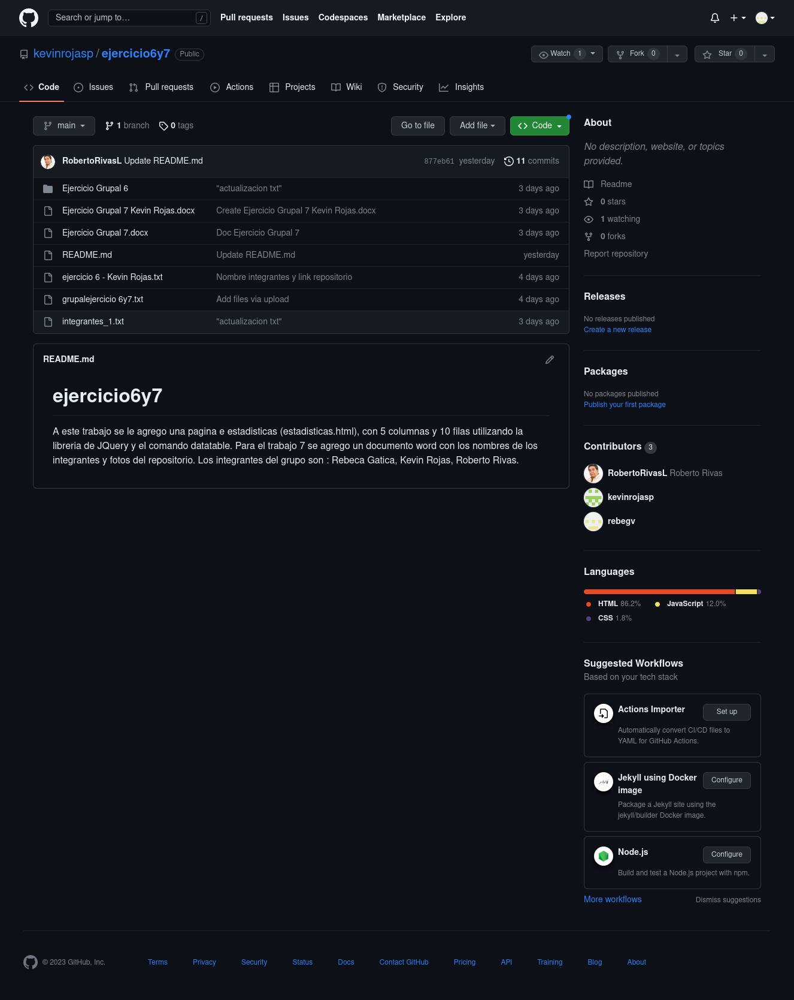 Search or jump to… /
Pull requests Issues Codespaces Marketplace Explore
kevinrojasp / ejercicio6y7 Public
Watch 1 Fork 0 Star 0
Code Issues Pull requests Actions Projects Wiki Security Insights
main 1 branch 0 tags Go to file Add file Code
RobertoRivasL Update README.md 877eb61 yesterday 11 commits
Ejercicio Grupal 6 "actualizacion txt" 3 days ago
Ejercicio Grupal 7 Kevin Rojas.docx Create Ejercicio Grupal 7 Kevin Rojas.docx 3 days ago
Ejercicio Grupal 7.docx Doc Ejercicio Grupal 7 3 days ago
README.md Update README.md yesterday
ejercicio 6 - Kevin Rojas.txt Nombre integrantes y link repositorio 4 days ago
grupalejercicio 6y7.txt Add files via upload 4 days ago
integrantes_1.txt "actualizacion txt" 3 days ago
README.md
ejercicio6y7
A este trabajo se le agrego una pagina e estadisticas (estadisticas.html), con 5 columnas y 10 filas utilizando la
libreria de JQuery y el comando datatable. Para el trabajo 7 se agrego un documento word con los nombres de los
integrantes y fotos del repositorio. Los integrantes del grupo son : Rebeca Gatica, Kevin Rojas, Roberto Rivas.
About
No description, website, or topics
provided.
Readme
0 stars
1 watching
0 forks
Report repository
Releases
No releases published
Create a new release
Packages
No packages published
Publish your first package
Contributors 3
RobertoRivasL Roberto Rivas
kevinrojasp
rebegv
Languages
HTML 86.2% JavaScript 12.0%
CSS 1.8%
Suggested Workflows
Based on your tech stack
Actions Importer Set up
Automatically convert CI/CD files to
YAML for GitHub Actions.
Jekyll using Docker Configure
image
Package a Jekyll site using the
jekyll/builder Docker image.
Node.js Configure
Build and test a Node.js project with npm.
More workflows Dismiss suggestions
© 2023 GitHub, Inc. Terms Privacy Security Status Docs Contact GitHub Pricing API Training Blog About